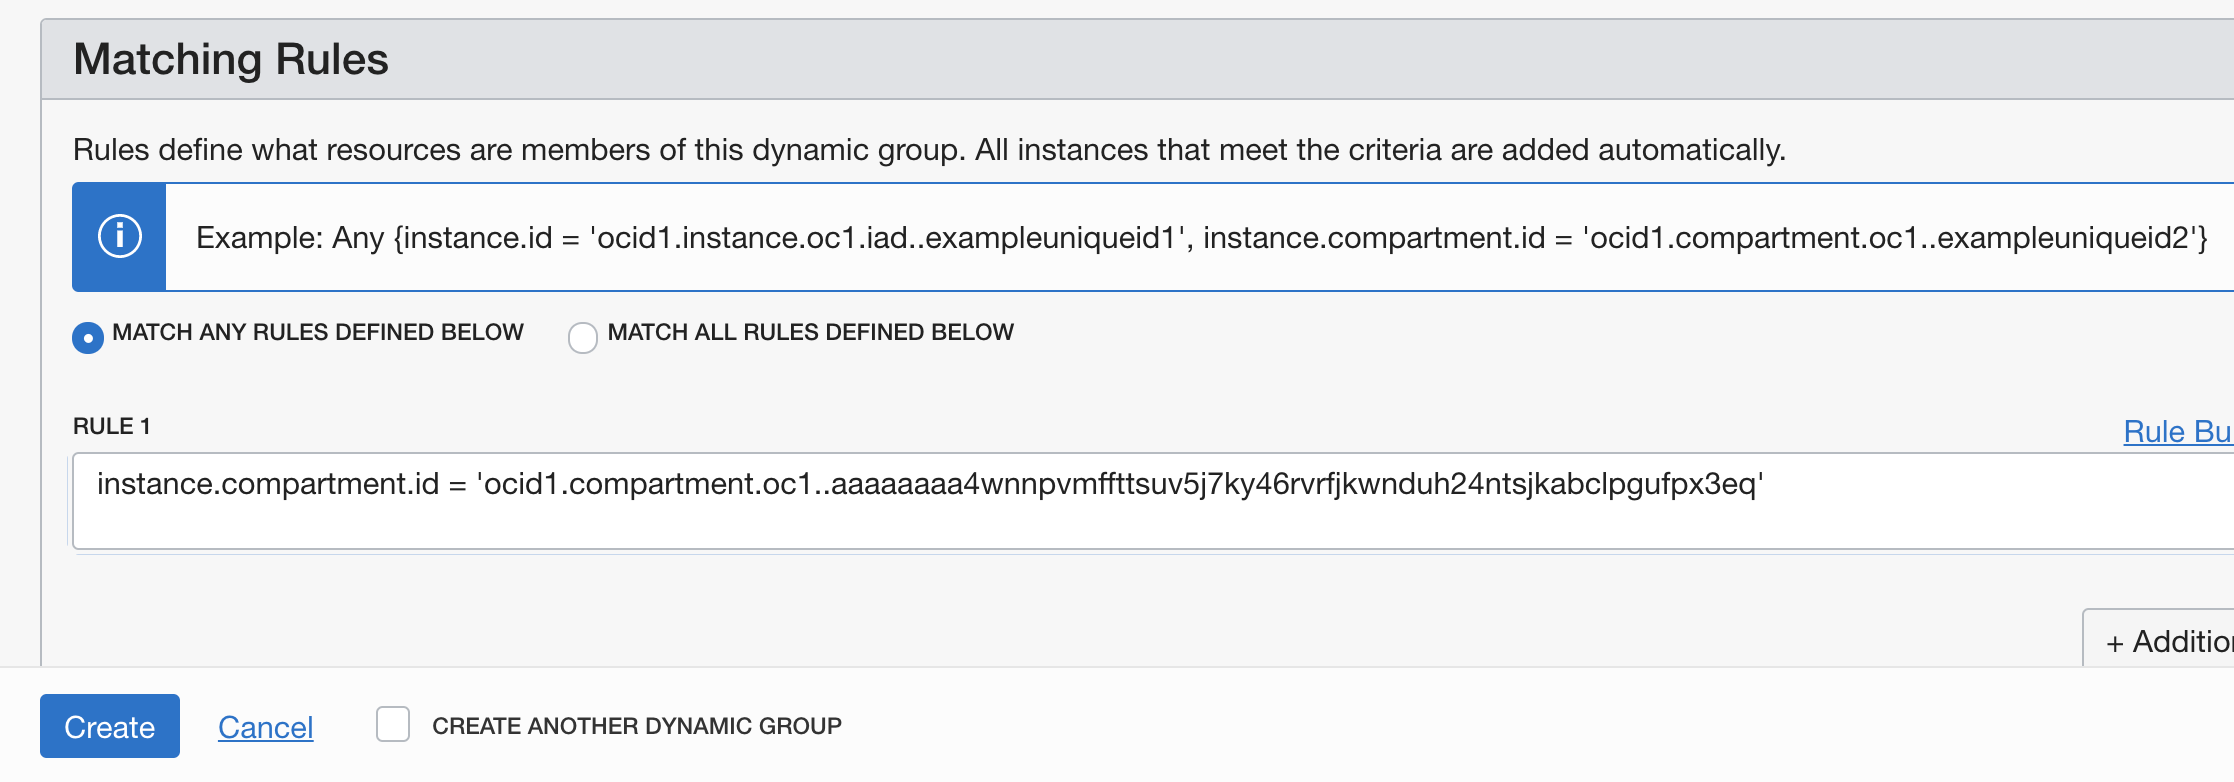 Matching Rules
Rules define what resources are members of this dynamic group. All instances that meet the criteria are added automatically.
Example: Any {instance.id = 'ocid1.instance.oc1.iad..exampleuniqueid1', instance.compartment.id = 'ocid1.compartment.oc1..exampleuniqueid2'}
MATCH ANY RULES DEFINED BELOW MATCH ALL RULES DEFINED BELOW
RULE 1
Rule Bu
instance.compartment.id = 'ocid1.compartment.oc1..aaaaaaaa4wnnpvmffttsuv5j7ky46rvrfjkwnduh24ntsjkabclpgufpx3eq'
+ Addition
Create Cancel CREATE ANOTHER DYNAMIC GROUP